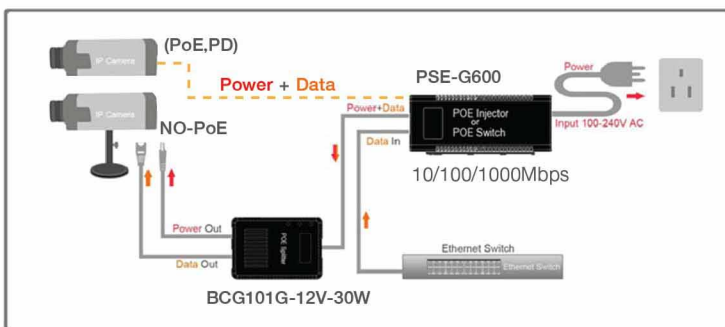 (PoE,PD)
IP Camera
Power + Data
PSE-G600
Power
IP Camera
NO-PoE
Power+Data
POE Injector
or
POE Switch
Input 100-240V AC
Data In
10/100/1000Mbps
Power Out
POE Splitter
Data Out
Ethernet Switch
Ethernet Switch
BCG101G-12V-30W